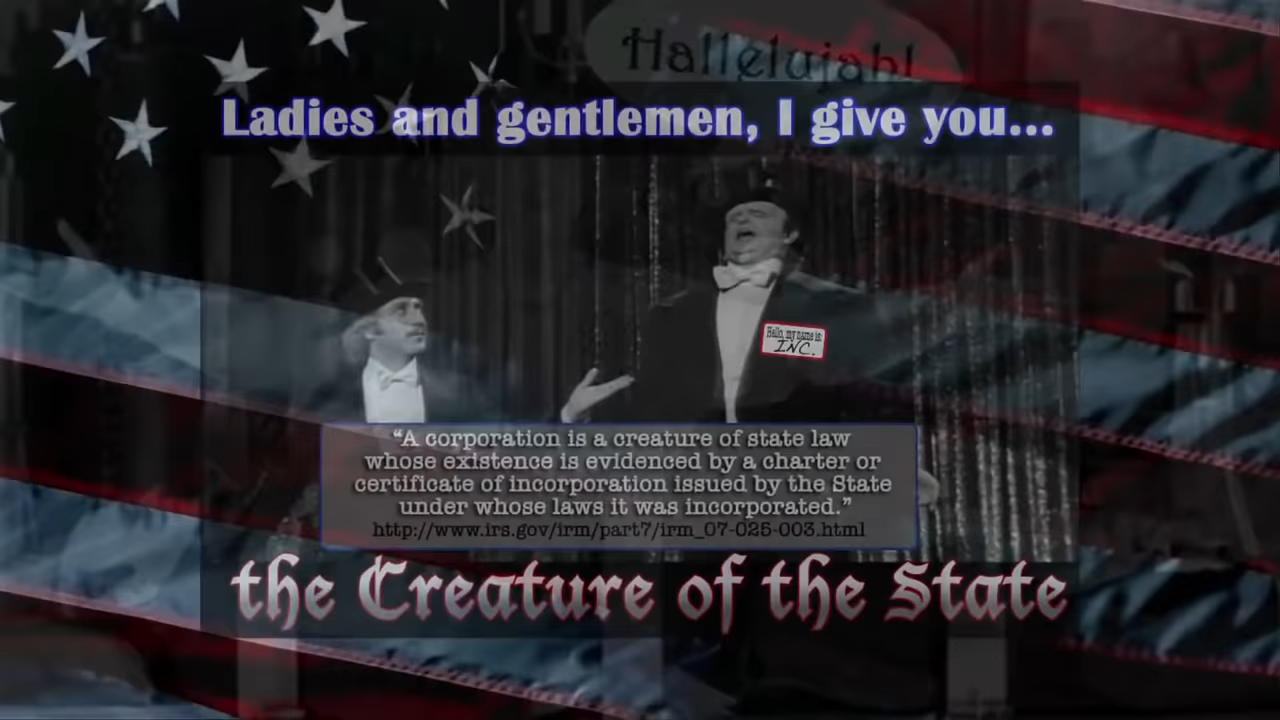 Hallelujah!
Ladies and gentlemen, I give you...
Hello, my name is:
INC.
“A corporation is a creature of state law
whose existence is evidenced by a charter or
certificate of incorporation issued by the State
under whose laws it was incorporated.”
http://www.irs.gov/irm/part7/irm_07-025-003.html
the Creature of the State